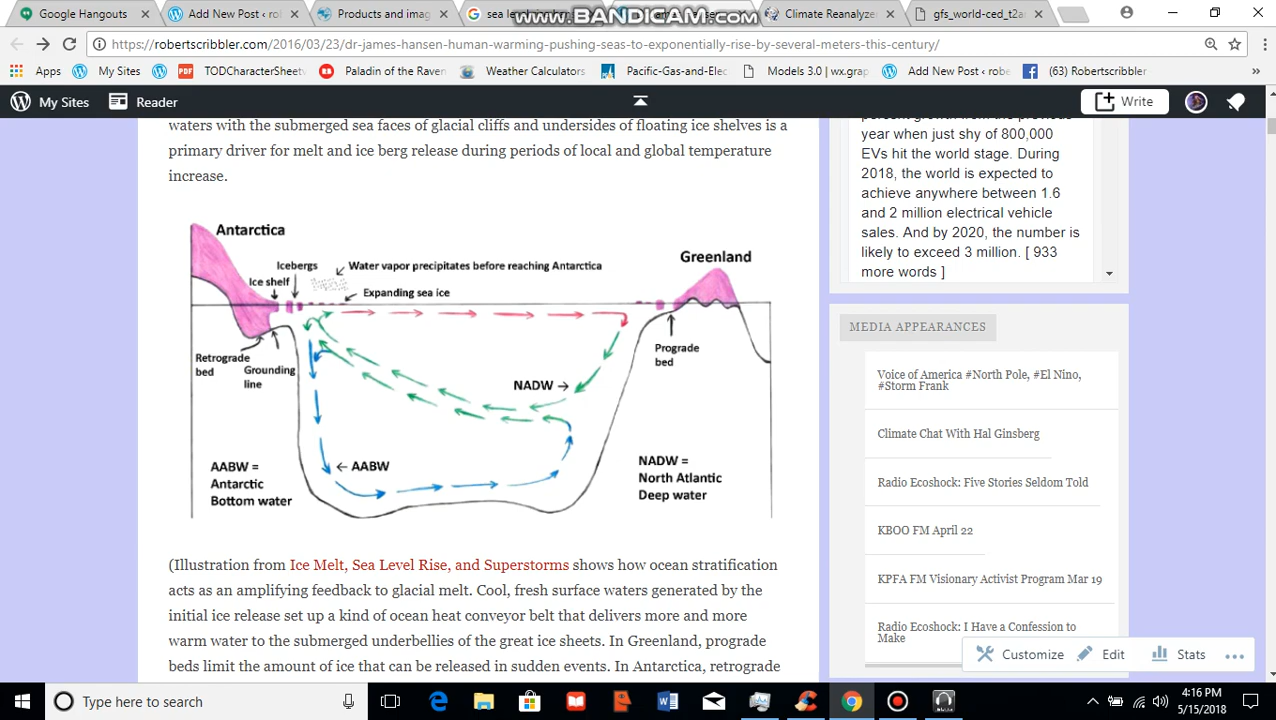 Google Hangouts
Add New Post ‹ rol
Products and imag
sea level
www.BANDICAM.com
Climate Reanalyze
gfs_world-ced_t2a
https://robertscribbler.com/2016/03/23/dr-james-hansen-human-warming-pushing-seas-to-exponentially-rise-by-several-meters-this-century/
Apps
My Sites
TODCharacterSheet
Paladin of the Raven
Weather Calculators
Pacific-Gas-and-Elec
Models 3.0 | wx.grap
Add New Post ‹ robe
(63) Robertscribbler
»
My Sites
Reader
Write
waters with the submerged sea faces of glacial cliffs and undersides of floating ice shelves is a
primary driver for melt and ice berg release during periods of local and global temperature
increase.
Antarctica
Icebergs
Ice shelf
Water vapor precipitates before reaching Antarctica
Expanding sea ice
Greenland
Retrograde
bed
Grounding
line
Prograde
bed
NADW →
← AABW
AABW =
Antarctic
Bottom water
NADW =
North Atlantic
Deep water
(Illustration from Ice Melt, Sea Level Rise, and Superstorms shows how ocean stratification
acts as an amplifying feedback to glacial melt. Cool, fresh surface waters generated by the
initial ice release set up a kind of ocean heat conveyor belt that delivers more and more
warm water to the submerged underbellies of the great ice sheets. In Greenland, prograde
beds limit the amount of ice that can be released in sudden events. In Antarctica, retrograde
year when just shy of 800,000
EVs hit the world stage. During
2018, the world is expected to
achieve anywhere between 1.6
and 2 million electrical vehicle
sales. And by 2020, the number is
likely to exceed 3 million. [ 933
more words ]
MEDIA APPEARANCES
Voice of America #North Pole, #El Nino,
#Storm Frank
Climate Chat With Hal Ginsberg
Radio Ecoshock: Five Stories Seldom Told
KBOO FM April 22
KPFA FM Visionary Activist Program Mar 19
Radio Ecoshock: I Have a Confession to
Make
Customize
Edit
Stats
Type here to search
4:16 PM
5/15/2018